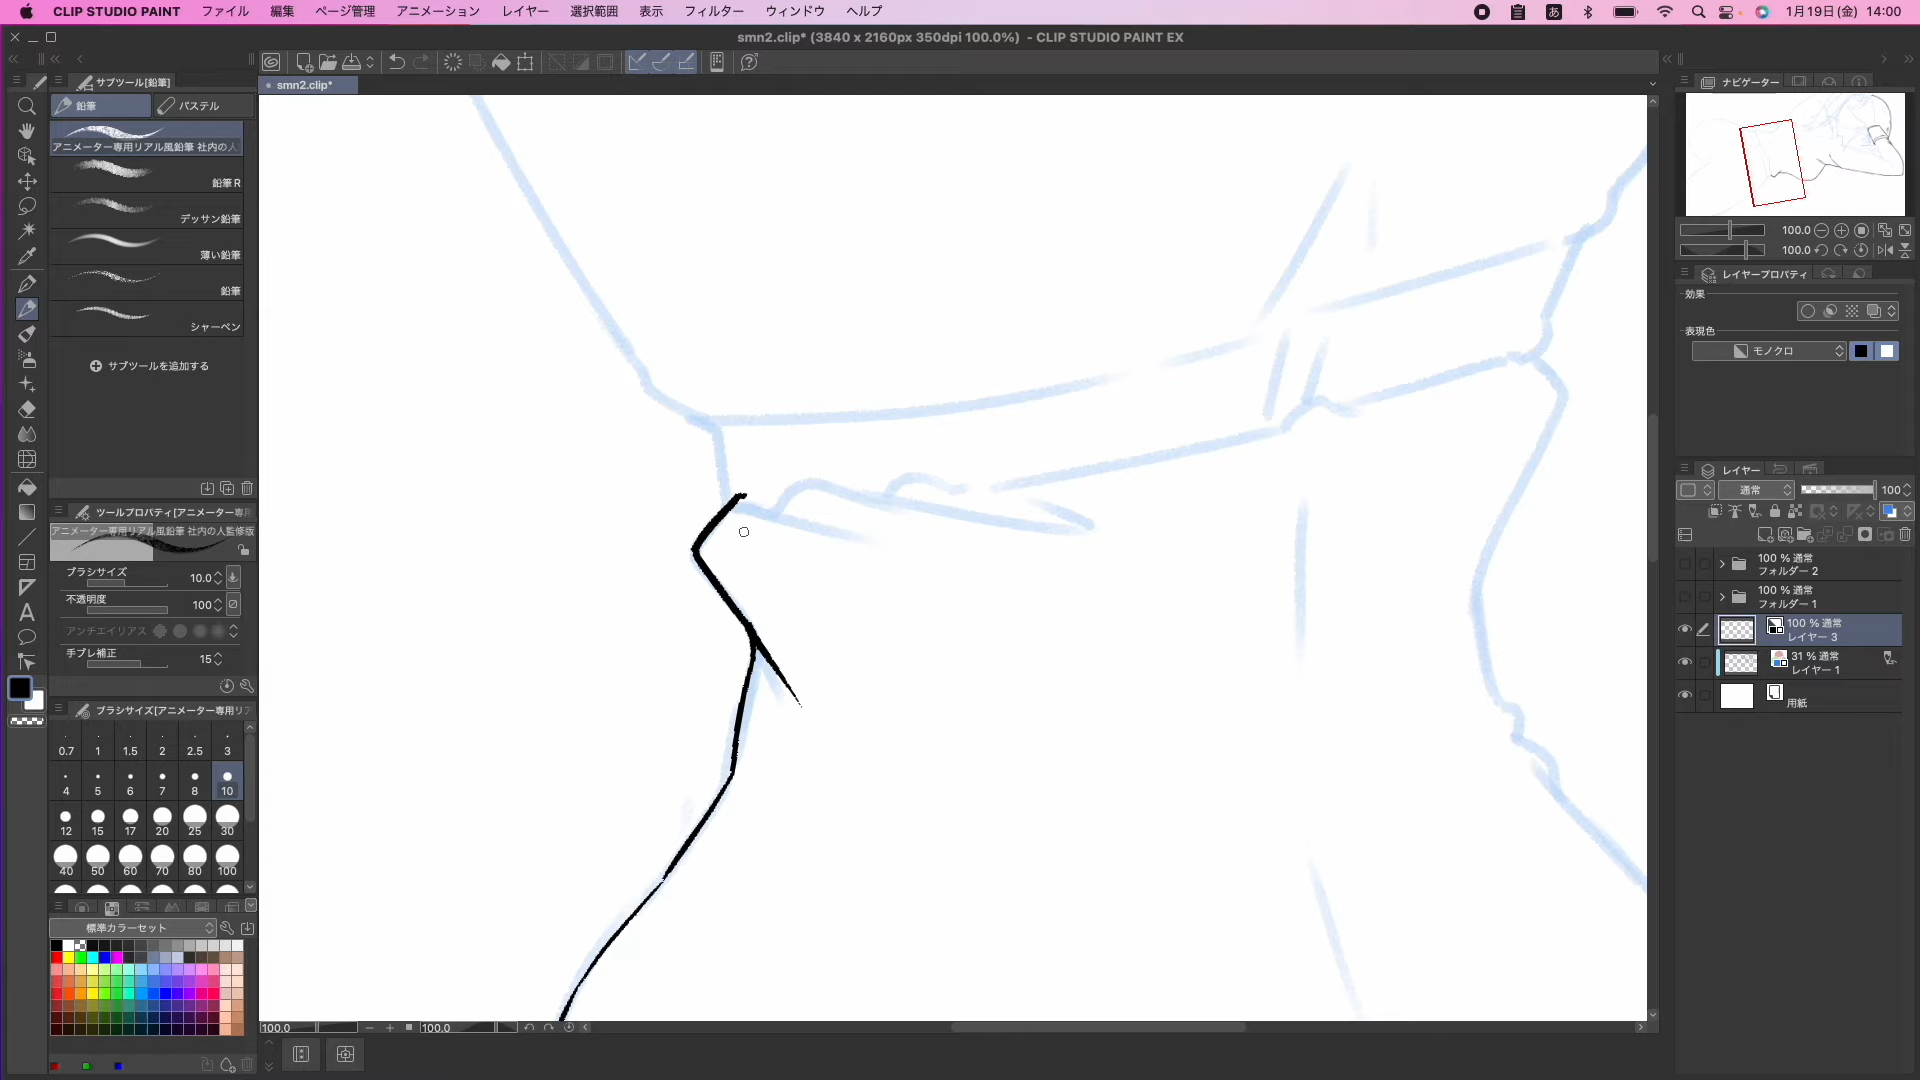 CLIP STUDIO PAINT ファイル 編集 ページ管理 アニメーション レイヤー 選択範囲 表示 フィルター ウィンドウ ヘルプ
あ 1月19日(金) 14:00
smn2.clip* (3840 x 2160px 350dpi 100.0%) - CLIP STUDIO PAINT EX
サブツール[鉛筆]
鉛筆 パステル
アニメーター専用リアル風鉛筆 社内の人
鉛筆R
デッサン鉛筆
薄い鉛筆
鉛筆
シャーペン
サブツールを追加する
ツールプロパティ[アニメーター専用
アニメーター専用リアル風鉛筆 社内の人監修版
ブラシサイズ 10.0
不透明度 100
アンチエイリアス
手ブレ補正 15
ブラシサイズ[アニメーター専用リア
0.7 1 1.5 2 2.5 3
4 5 6 7 8 10
12 15 17 20 25 30
40 50 60 70 80 100
標準カラーセット
smn2.clip*
100.0 100.0
ナビゲーター
100.0
100.0
レイヤープロパティ
効果
表現色
モノクロ
レイヤー
通常 100
100 % 通常
フォルダー 2
100 % 通常
フォルダー 1
100 % 通常
レイヤー 3
31 % 通常
レイヤー 1
用紙